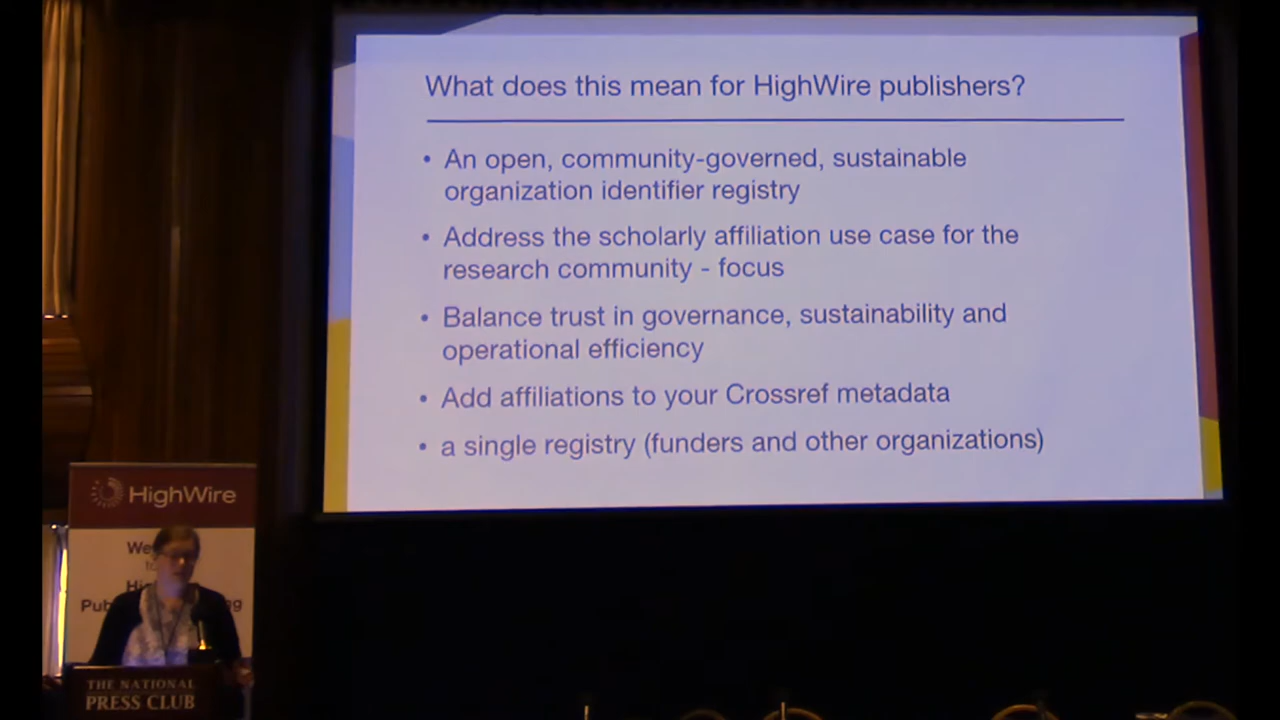 What does this mean for HighWire publishers?
• An open, community-governed, sustainable
organization identifier registry
• Address the scholarly affiliation use case for the
research community - focus
• Balance trust in governance, sustainability and
operational efficiency
• Add affiliations to your Crossref metadata
• a single registry (funders and other organizations)
HighWire
THE NATIONAL
PRESS CLUB